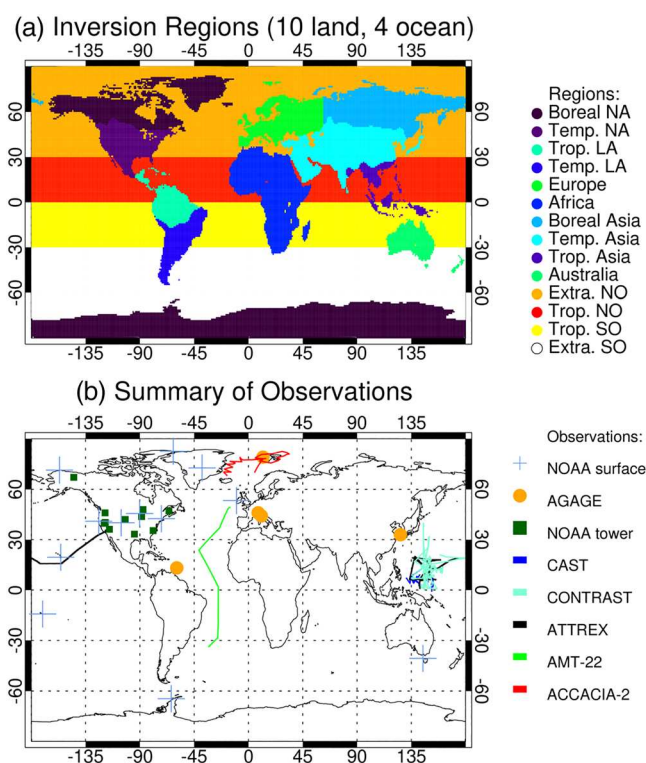 (a) Inversion Regions (10 land, 4 ocean)
-135 -90 -45 0 45 90 135
60 60
30 30
0 0
-30 -30
-60 -60
-135 -90 -45 0 45 90 135
Regions:
Boreal NA
Temp. NA
Trop. LA
Temp. LA
Europe
Africa
Boreal Asia
Temp. Asia
Trop. Asia
Australia
Extra. NO
Trop. NO
Trop. SO
Extra. SO
(b) Summary of Observations
-135 -90 -45 0 45 90 135
60 60
30 30
0 0
-30 -30
-60 -60
-135 -90 -45 0 45 90 135
Observations:
NOAA surface
AGAGE
NOAA tower
CAST
CONTRAST
ATTREX
AMT-22
ACCACIA-2